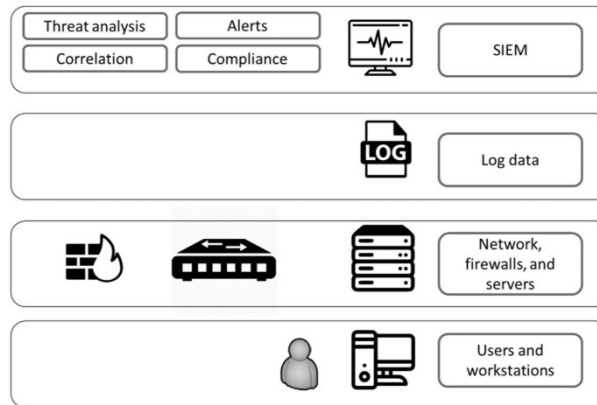 Threat analysis
Alerts
Correlation
Compliance
SIEM
LOG
Log data
Network,
firewalls, and
servers
Users and
workstations